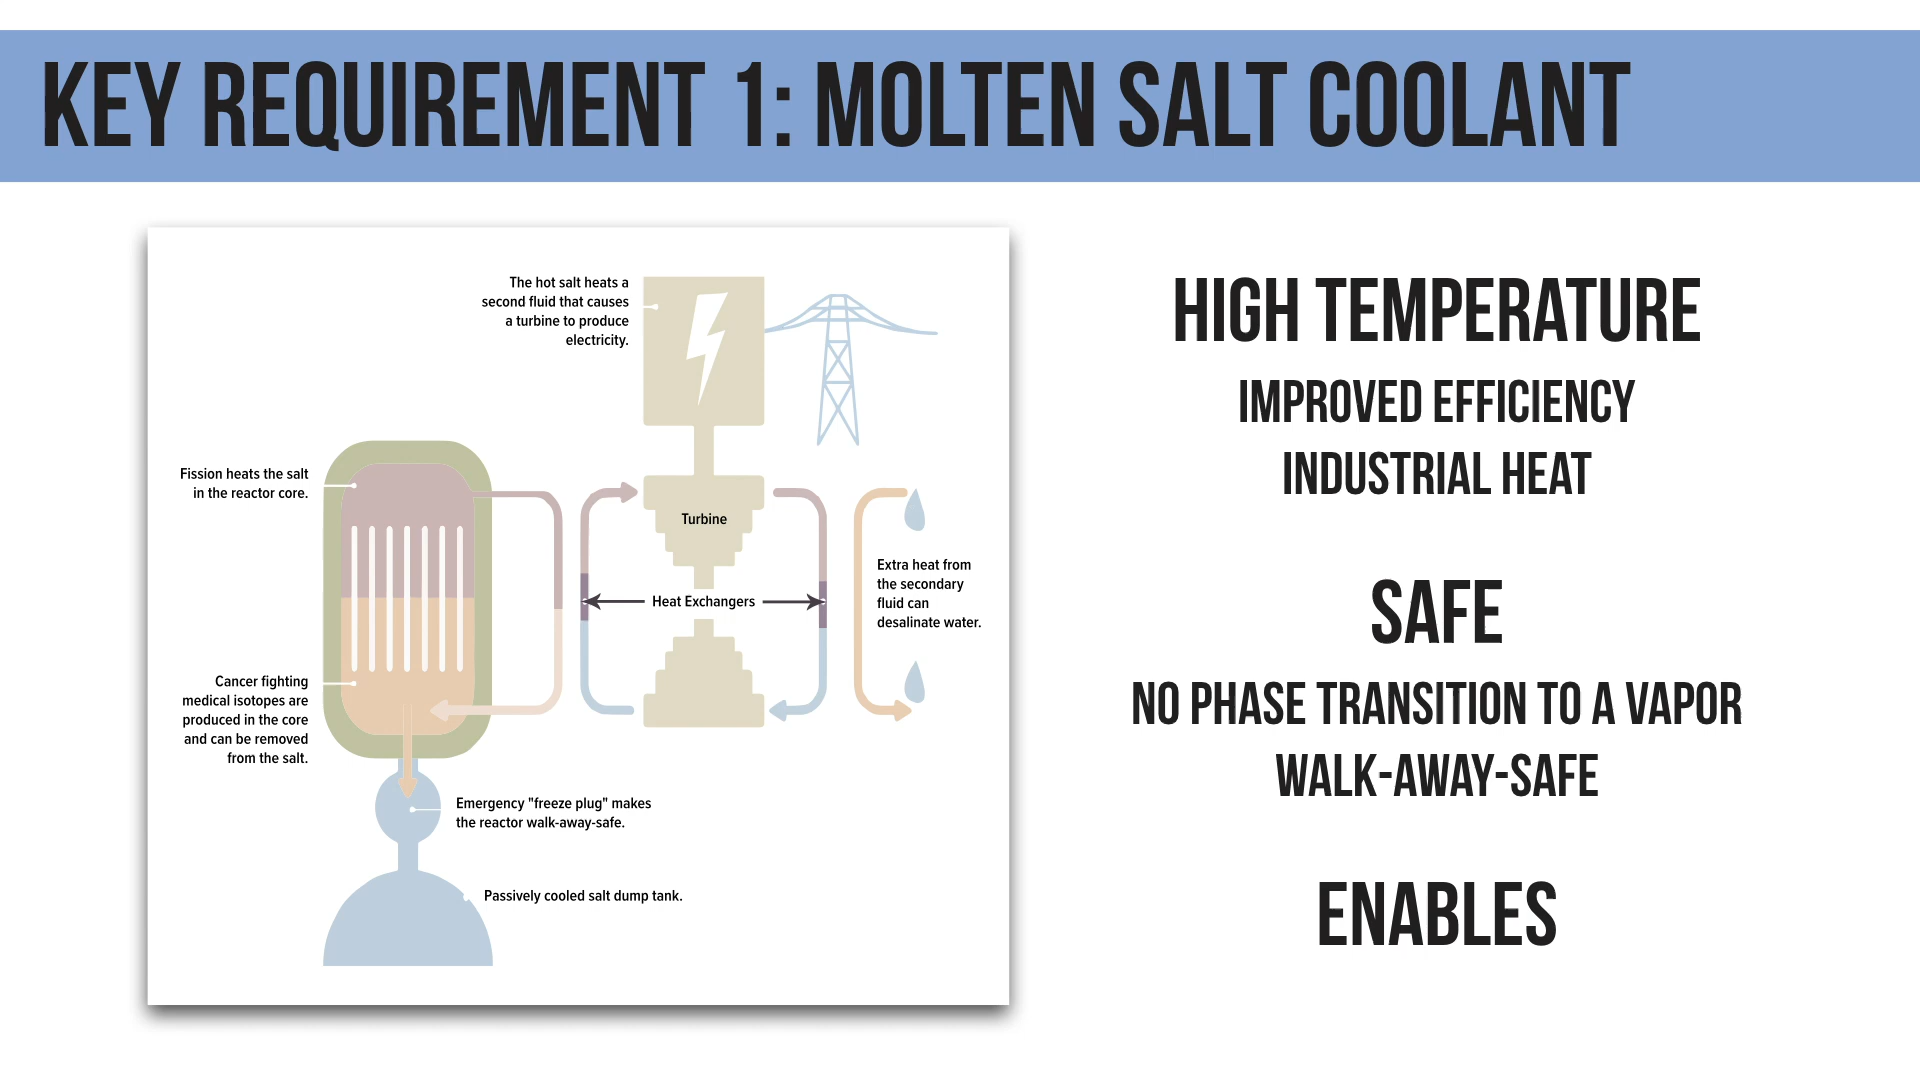 KEY REQUIREMENT 1: MOLTEN SALT COOLANT
The hot salt heats a
second fluid that causes
a turbine to produce
electricity.
Fission heats the salt
in the reactor core.
Turbine
Heat Exchangers
Extra heat from
the secondary
fluid can
desalinate water.
Cancer fighting
medical isotopes are
produced in the core
and can be removed
from the salt.
Emergency "freeze plug" makes
the reactor walk-away-safe.
Passively cooled salt dump tank.
HIGH TEMPERATURE
IMPROVED EFFICIENCY
INDUSTRIAL HEAT
SAFE
NO PHASE TRANSITION TO A VAPOR
WALK-AWAY-SAFE
ENABLES